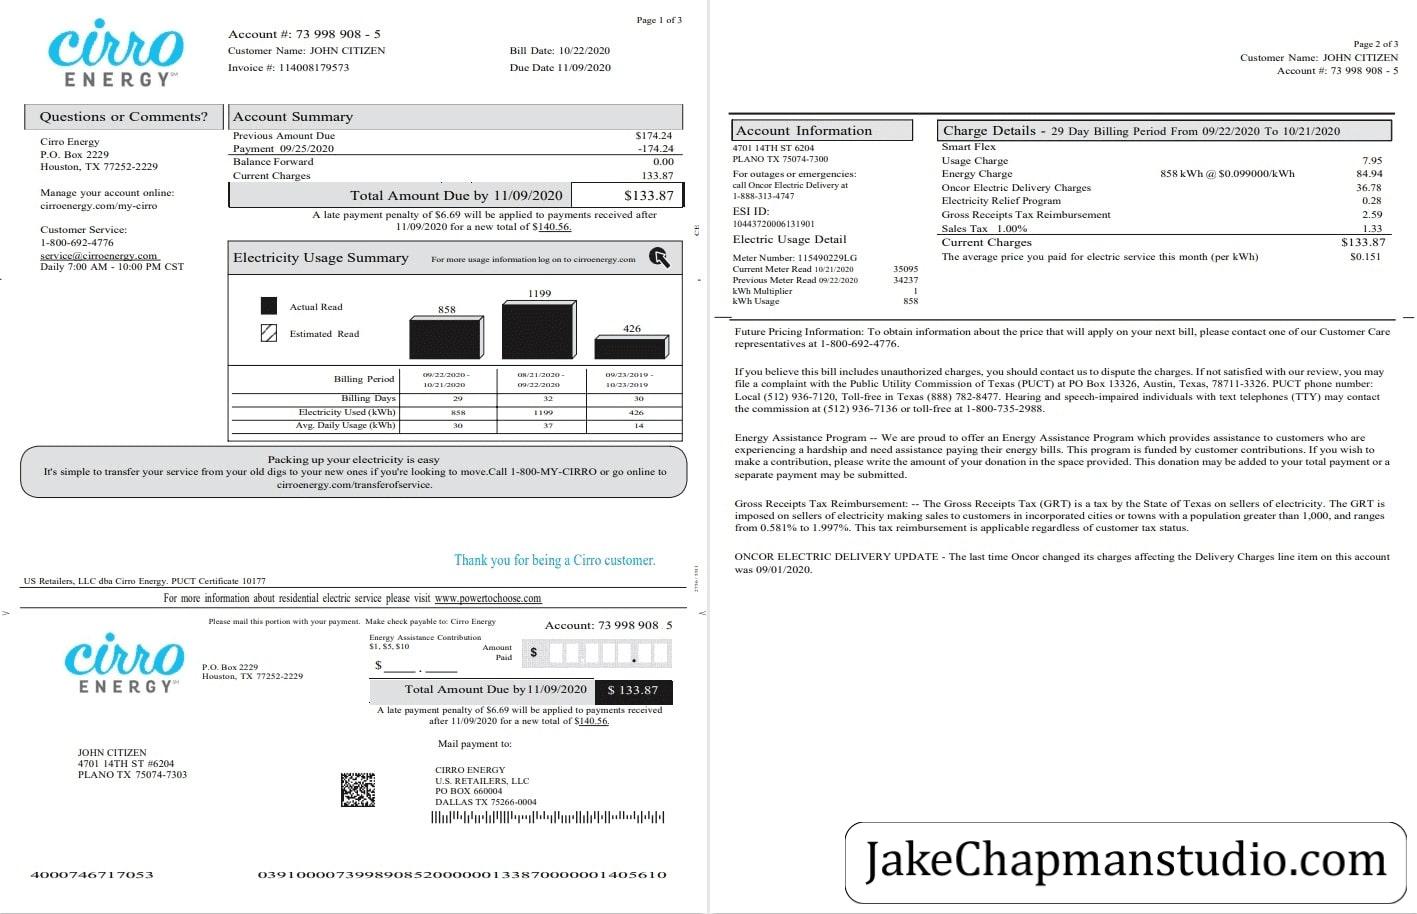 cirro
ENERGY
Page 1 of 3
Account #: 73 998 908 - 5
Customer Name: JOHN CITIZEN
Bill Date: 10/22/2020
Invoice #: 114008179573
Due Date 11/09/2020
Questions or Comments?
Cirro Energy
P.O. Box 2229
Houston, TX 77252-2229
Manage your account online:
cirroenergy.com/my-cirro
Customer Service:
1-800-692-4776
service@cirroenergy.com
Daily 7:00 AM - 10:00 PM CST
Account Summary
Previous Amount Due $174.24
Payment 09/25/2020 -174.24
Balance Forward 0.00
Current Charges 133.87
Total Amount Due by 11/09/2020 $133.87
A late payment penalty of $6.69 will be applied to payments received after
11/09/2020 for a new total of $140.56.
CE
Electricity Usage Summary For more usage information log on to cirroenergy.com
Actual Read
Estimated Read
858
1199
426
Billing Period 09/22/2020 - 10/21/2020 08/21/2020 - 09/22/2020 09/23/2019 - 10/23/2019
Billing Days 29 32 30
Electricity Used (kWh) 858 1199 426
Avg. Daily Usage (kWh) 30 37 14
Packing up your electricity is easy
It's simple to transfer your service from your old digs to your new ones if you're looking to move.Call 1-800-MY-CIRRO or go online to
cirroenergy.com/transferofservice.
Thank you for being a Cirro customer.
US Retailers, LLC dba Cirro Energy. PUCT Certificate 10177
For more information about residential electric service please visit www.powertochoose.com
Please mail this portion with your payment. Make check payable to: Cirro Energy
Account: 73 998 908 5
cirro
ENERGY
P.O. Box 2229
Houston, TX 77252-2229
Energy Assistance Contribution
$1, $5, $10
$ ____ . ____
Amount
Paid
$ .
Total Amount Due by 11/09/2020 $ 133.87
A late payment penalty of $6.69 will be applied to payments received
after 11/09/2020 for a new total of $140.56.
Mail payment to:
JOHN CITIZEN
4701 14TH ST #6204
PLANO TX 75074-7303
CIRRO ENERGY
U.S. RETAILERS, LLC
PO BOX 660004
DALLAS TX 75266-0004
4000746717053
Page 2 of 3
Customer Name: JOHN CITIZEN
Account #: 73 998 908 - 5
Account Information
4701 14TH ST 6204
PLANO TX 75074-7300
For outages or emergencies:
call Oncor Electric Delivery at
1-888-313-4747
ESI ID:
10443720006131901
Electric Usage Detail
Meter Number: 115490229LG
Current Meter Read 10/21/2020 35095
Previous Meter Read 09/22/2020 34237
kWh Multiplier 1
kWh Usage 858
Charge Details - 29 Day Billing Period From 09/22/2020 To 10/21/2020
Smart Flex
Usage Charge 7.95
Energy Charge 858 kWh @ $0.099000/kWh 84.94
Oncor Electric Delivery Charges 36.78
Electricity Relief Program 0.28
Gross Receipts Tax Reimbursement 2.59
Sales Tax 1.00% 1.33
Current Charges $133.87
The average price you paid for electric service this month (per kWh) $0.151
Future Pricing Information: To obtain information about the price that will apply on your next bill, please contact one of our Customer Care
representatives at 1-800-692-4776.
If you believe this bill includes unauthorized charges, you should contact us to dispute the charges. If not satisfied with our review, you may
file a complaint with the Public Utility Commission of Texas (PUCT) at PO Box 13326, Austin, Texas, 78711-3326. PUCT phone number:
Local (512) 936-7120, Toll-free in Texas (888) 782-8477. Hearing and speech-impaired individuals with text telephones (TTY) may contact
the commission at (512) 936-7136 or toll-free at 1-800-735-2988.
Energy Assistance Program -- We are proud to offer an Energy Assistance Program which provides assistance to customers who are
experiencing a hardship and need assistance paying their energy bills. This program is funded by customer contributions. If you wish to
make a contribution, please write the amount of your donation in the space provided. This donation may be added to your total payment or a
separate payment may be submitted.
Gross Receipts Tax Reimbursement: -- The Gross Receipts Tax (GRT) is a tax by the State of Texas on sellers of electricity. The GRT is
imposed on sellers of electricity making sales to customers in incorporated cities or towns with a population greater than 1,000, and ranges
from 0.581% to 1.997%. This tax reimbursement is applicable regardless of customer tax status.
ONCOR ELECTRIC DELIVERY UPDATE - The last time Oncor changed its charges affecting the Delivery Charges line item on this account
was 09/01/2020.
JakeChapmanstudio.com